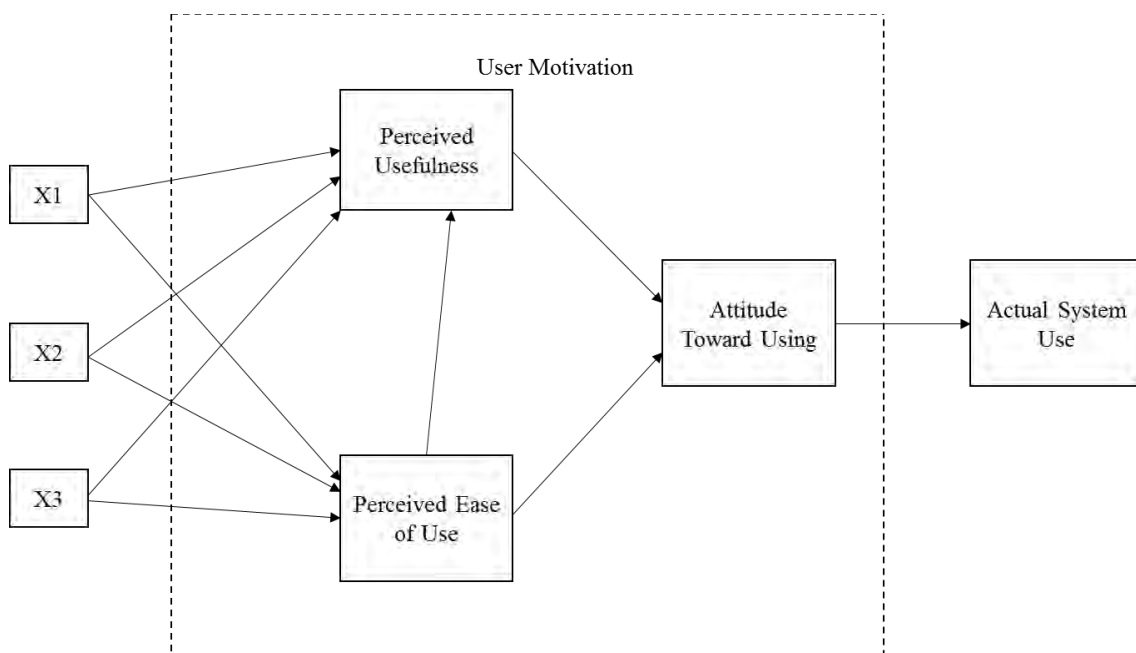 User Motivation
Perceived
Usefulness
X1
X2
X3
Perceived Ease
of Use
Attitude
Toward Using
Actual System
Use